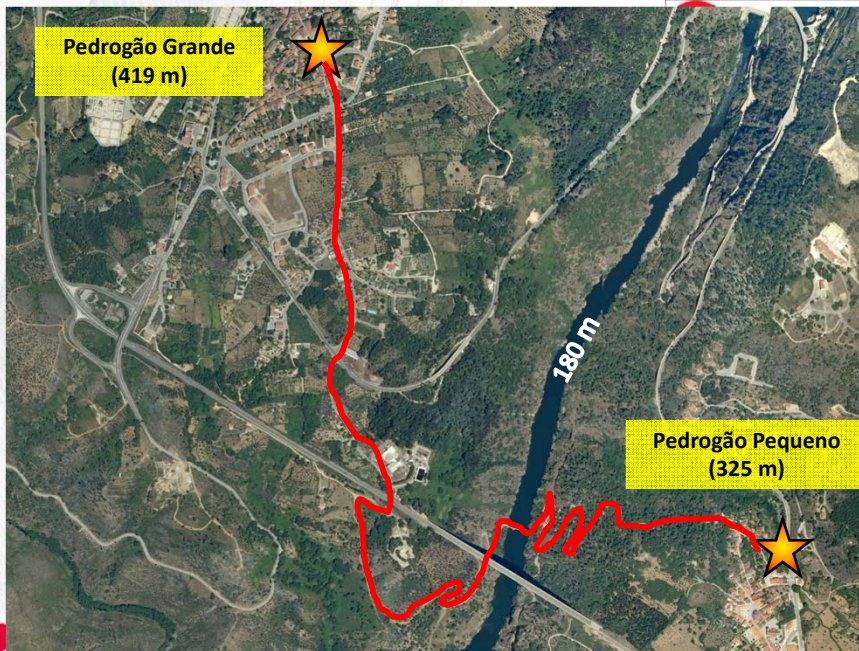 Pedrogão Grande
(419 m)
180 m
Pedrogão Pequeno
(325 m)